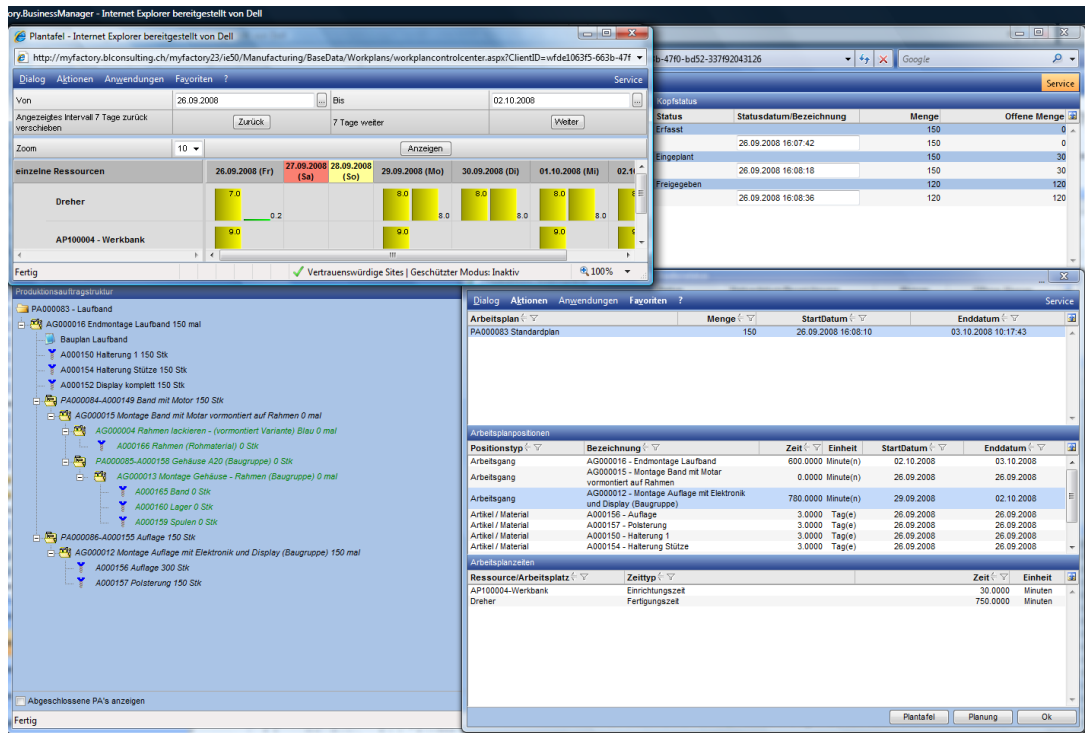 ory.BusinessManager - Internet Explorer bereitgestellt von Dell
Plantafel - Internet Explorer bereitgestellt von Dell
http://myfactory.blconsulting.ch/myfactory23/ie50/Manufacturing/BaseData/Workplans/workplancontrolcenter.aspx?ClientID=wfde1063f5-663b-47f
Dialog Aktionen Anwendungen Favoriten ? Service
Von 26.09.2008 ... Bis 02.10.2008 ...
Angezeigtes Intervall 7 Tage zurück
verschieben
Zurück 7 Tage weiter Weiter
Zoom 10 Anzeigen
einzelne Ressourcen 26.09.2008 (Fr) 27.09.2008 (Sa) 28.09.2008 (So) 29.09.2008 (Mo) 30.09.2008 (Di) 01.10.2008 (Mi) 02.1
Dreher 7.0 0.2 8.0 8.0 8.0 8.0 8.0 8.0
AP100004 - Werkbank 9.0 9.0 9.0
Fertig Vertrauenswürdige Sites | Geschützter Modus: Inaktiv 100%
b-47f0-bd52-337f92043126 Google
Service
Kopfstatus
Status Statusdatum/Bezeichnung Menge Offene Menge
Erfasst 150 0
26.09.2008 16:07:42 150 0
Eingeplant 150 30
26.09.2008 16:08:18 150 30
Freigegeben 120 120
26.09.2008 16:08:36 120 120
Produktionsauftragstruktur
PA000083 - Laufband
AG000016 Endmontage Laufband 150 mal
Bauplan Laufband
A000150 Halterung 1 150 Stk
A000154 Halterung Stütze 150 Stk
A000152 Display komplett 150 Stk
PA000084-A000149 Band mit Motor 150 Stk
AG000015 Montage Band mit Motar vormontiert auf Rahmen 0 mal
AG000004 Rahmen lackieren - (vormontiert Variante) Blau 0 mal
A000166 Rahmen (Rohmaterial) 0 Stk
PA000085-A000158 Gehäuse A20 (Baugruppe) 0 Stk
AG000013 Montage Gehäuse - Rahmen (Baugruppe) 0 mal
A000165 Band 0 Stk
A000160 Lager 0 Stk
A000159 Spulen 0 Stk
PA000086-A000155 Auflage 150 Stk
AG000012 Montage Auflage mit Elektronik und Display (Baugruppe) 150 mal
A000156 Auflage 300 Stk
A000157 Polsterung 150 Stk
Abgeschlossene PA's anzeigen
Fertig
Dialog Aktionen Anwendungen Favoriten ? Service
Arbeitsplan Menge StartDatum Enddatum
PA000083 Standardplan 150 26.09.2008 16:08:10 03.10.2008 10:17:43
Arbeitsplanpositionen
Positionstyp Bezeichnung Zeit Einheit StartDatum Enddatum
Arbeitsgang AG000016 - Endmontage Laufband 600.0000 Minute(n) 02.10.2008 03.10.2008
AG000015 - Montage Band mit Motar
Arbeitsgang vormontiert auf Rahmen 0.0000 Minute(n) 26.09.2008 26.09.2008
AG000012 - Montage Auflage mit Elektronik
Arbeitsgang und Display (Baugruppe) 780.0000 Minute(n) 29.09.2008 02.10.2008
Artikel / Material A000156 - Auflage 3.0000 Tag(e) 26.09.2008 26.09.2008
Artikel / Material A000157 - Polsterung 3.0000 Tag(e) 26.09.2008 26.09.2008
Artikel / Material A000150 - Halterung 1 3.0000 Tag(e) 26.09.2008 26.09.2008
Artikel / Material A000154 - Halterung Stütze 3.0000 Tag(e) 26.09.2008 26.09.2008
Arbeitsplanzeiten
Ressource/Arbeitsplatz Zeittyp Zeit Einheit
AP100004-Werkbank Einrichtungszeit 30.0000 Minuten
Dreher Fertigungszeit 750.0000 Minuten
Plantafel Planung Ok